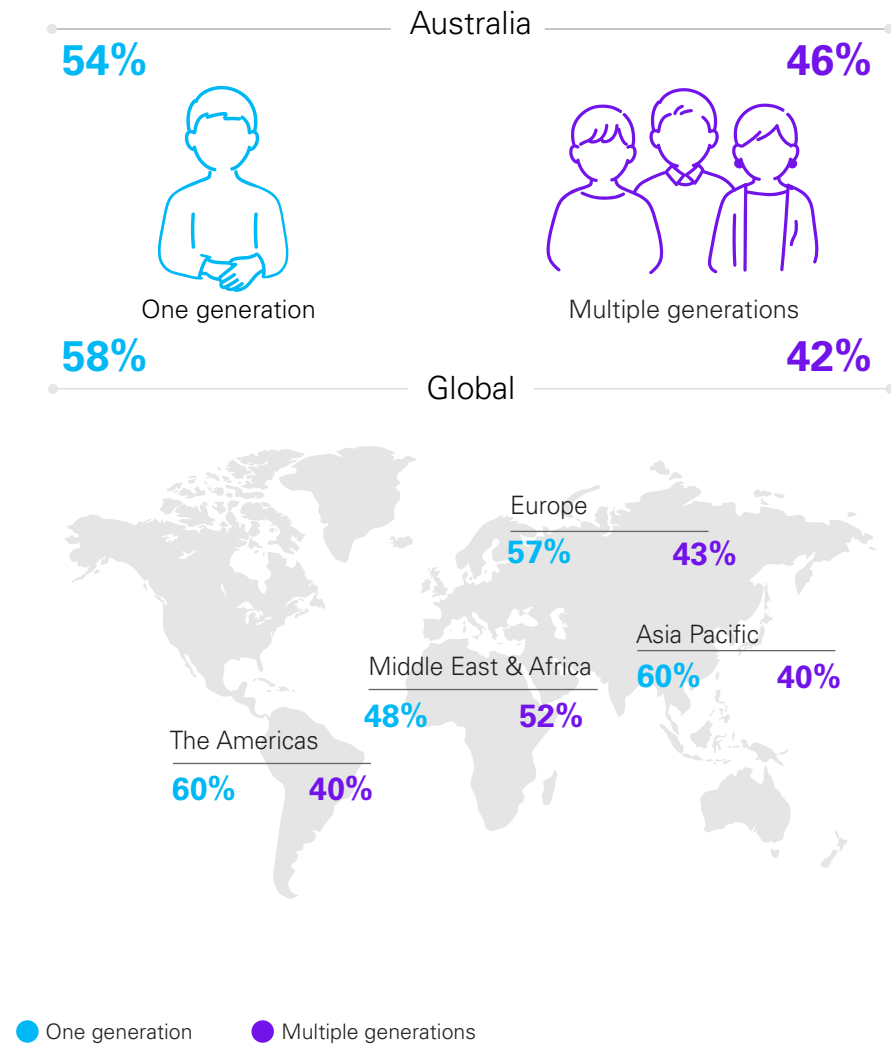 Australia
54% 46%
One generation Multiple generations
58% 42%
Global
Europe
57% 43%
Asia Pacific
60% 40%
Middle East & Africa
48% 52%
The Americas
60% 40%
One generation Multiple generations